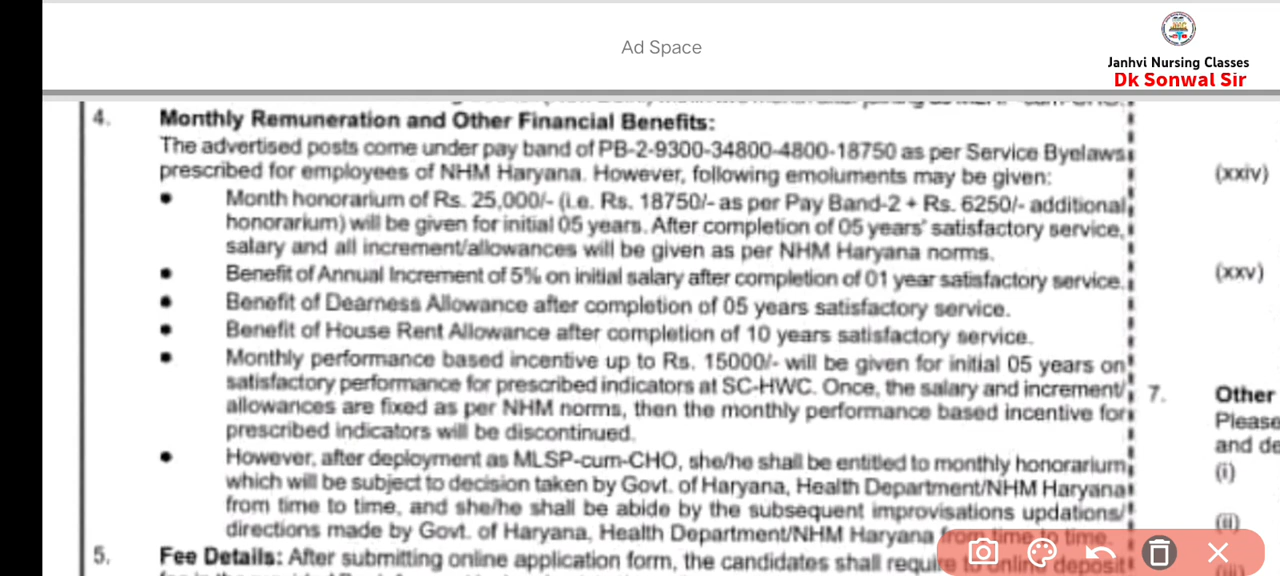 Ad Space
Janhvi Nursing Classes
Dk Sonwal Sir
4. Monthly Remuneration and Other Financial Benefits:
The advertised posts come under pay band of PB-2-9300-34800-4800-18750 as per Service Byelaws
prescribed for employees of NHM Haryana. However, following emoluments may be given:
• Month honorarium of Rs. 25,000/- (i.e. Rs. 18750/- as per Pay Band-2 + Rs. 6250/- additional
honorarium) will be given for initial 05 years. After completion of 05 years' satisfactory service,
salary and all increment/allowances will be given as per NHM Haryana norms.
• Benefit of Annual Increment of 5% on initial salary after completion of 01 year satisfactory service.
• Benefit of Dearness Allowance after completion of 05 years satisfactory service.
• Benefit of House Rent Allowance after completion of 10 years satisfactory service.
• Monthly performance based incentive up to Rs. 15000/- will be given for initial 05 years on
satisfactory performance for prescribed indicators at SC-HWC. Once, the salary and increment/
allowances are fixed as per NHM norms, then the monthly performance based incentive for
prescribed indicators will be discontinued.
• However, after deployment as MLSP-cum-CHO, she/he shall be entitled to monthly honorarium
which will be subject to decision taken by Govt. of Haryana, Health Department/NHM Haryana
from time to time, and she/he shall be abide by the subsequent improvisations updations/
directions made by Govt. of Haryana, Health Department/NHM Haryana from time to time.
5. Fee Details: After submitting online application form, the candidates shall require to online deposit
(xxiv)
(xxv)
7. Other
Please
and de
(i)
(ii)